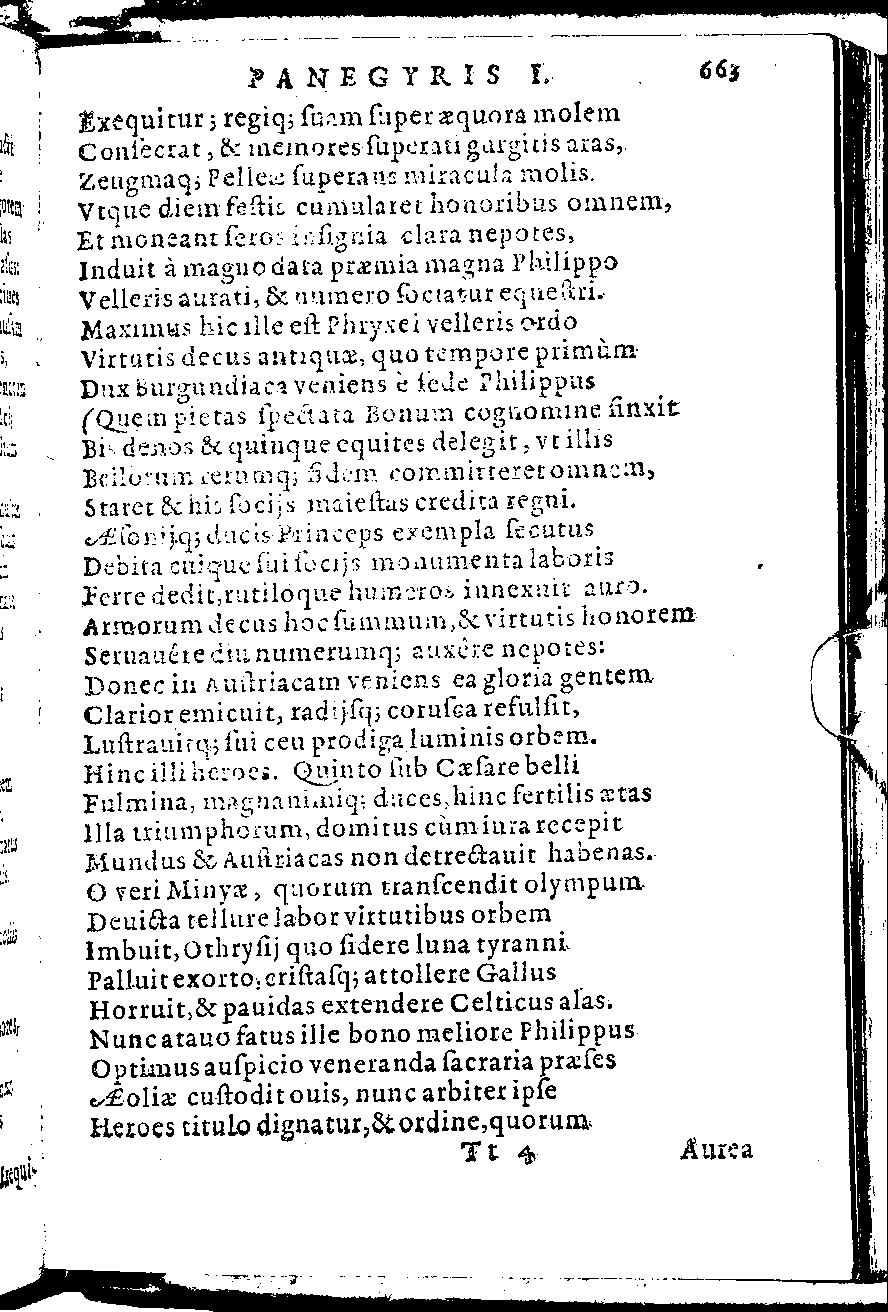 PANEGYRIS I. 663
Exequitur; regiq; ſuam ſuper æquora molem
Conſecrat, & memores ſuperati gurgitis aras,
Zeugmaq; Pelleæ ſuperans miracula molis.
Vtque diem feſtis cumularet honoribus omnem,
Et moneant ſeros inſignia clara nepotes,
Induit à magno data præmia magna Philippo
Velleris aurati, & numero ſociatur equeſtri.
Maximus hic ille eſt Phryxei velleris ordo
Virtutis decus antiquæ, quo tempore primùm
Dux Burgundiaca veniens è ſede Philippus
(Quem pietas ſpectata Bonum cognomine finxit
Bis denos & quinque equites delegit, vt illis
Bellorum rerumq; fidem committeret omnem,
Staret & his ſocijs maieſtas credita regni.
Æſonijq; ducis Princeps exempla ſecutus
Debita cuique ſui ſocijs monumenta laboris
Ferre dedit, rutiloque humeros innexuit auro.
Armorum decus hoc ſummum, & virtutis honorem
Seruauére diu numerumq; auxêre nepotes:
Donec in Auſtriacam veniens ea gloria gentem
Clarior emicuit, radijſq; coruſca refulſit,
Luſtrauitq; ſui ceu prodiga luminis orbem.
Hinc illi heroes. Quinto ſub Cæſare belli
Fulmina, magnanimiq; duces, hinc fertilis ætas
Illa triumphorum, domitus cùm iura recepit
Mundus & Auſtriacas non detrectauit habenas.
O veri Minyæ, quorum tranſcendit olympum
Deuicta tellure labor virtutibus orbem
Imbuit, Othryſij quo ſidere luna tyranni
Palluit exorto, criſtaſq; attollere Gallus
Horruit, & pauidas extendere Celticus alas.
Nunc atauo fatus ille bono meliore Philippus
Optimus auſpicio veneranda ſacraria præſes
Æoliæ cuſtodit ouis, nunc arbiter ipſe
Heroes titulo dignatur, & ordine, quorum
Tt 4 Aurea